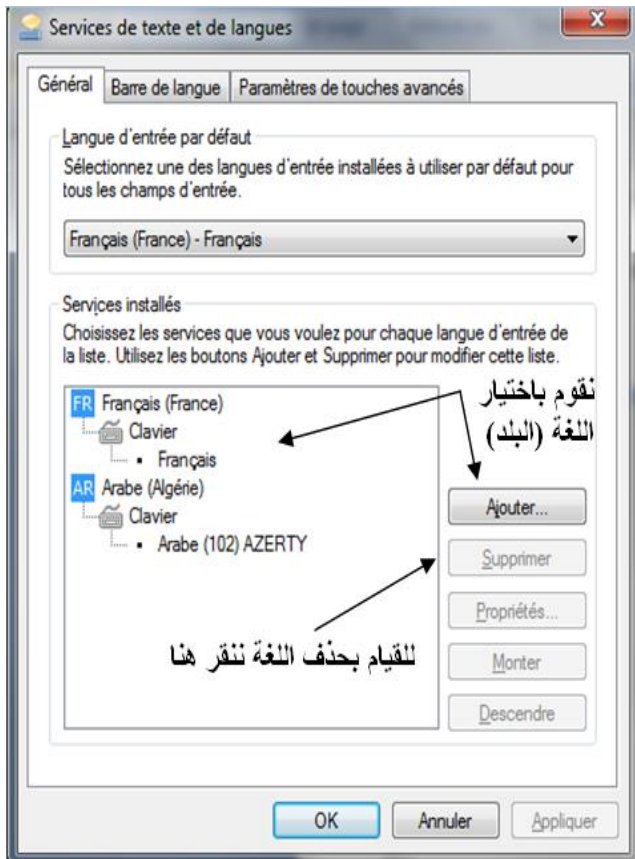 Services de texte et de langues
Général
Barre de langue
Paramètres de touches avancés
Langue d'entrée par défaut
Sélectionnez une des langues d'entrée installées à utiliser par défaut pour
tous les champs d'entrée.
Français (France) - Français
Services installés
Choisissez les services que vous voulez pour chaque langue d'entrée de
la liste. Utilisez les boutons Ajouter et Supprimer pour modifier cette liste.
FR Français (France)
Clavier
Français
AR Arabe (Algérie)
Clavier
Arabe (102) AZERTY
نقوم باختيار
اللغة (البلد)
للقيام بحذف اللغة ننقر هنا
Ajouter...
Supprimer
Propriétés...
Monter
Descendre
OK
Annuler
Appliquer